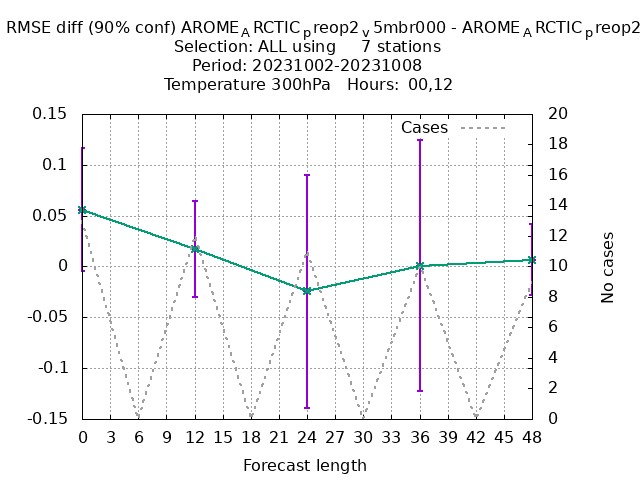 RMSE diff (90% conf) AROME_ARCTIC_preop2_v5mbr000 - AROME_ARCTIC_preop2
Selection: ALL using     7 stations
Period: 20231002-20231008
Temperature 300hPa   Hours: 00,12
Cases
0.15
0.1
0.05
0
-0.05
-0.1
-0.15
20
18
16
14
12
10
8
6
4
2
0
No cases
0 3 6 9 12 15 18 21 24 27 30 33 36 39 42 45 48
Forecast length